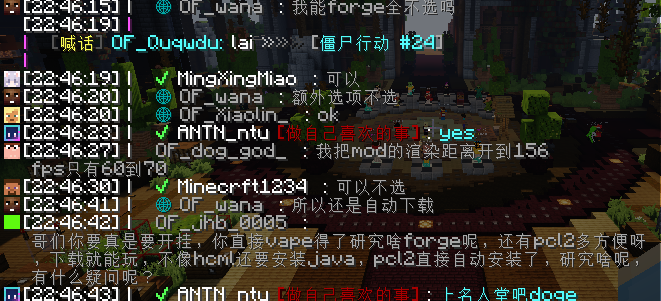 [22:46:15] | OF_wana : 我能forge全不选吗
[22:46:19] |
| [喊话] OF_Ouqwdu: lai »»» [僵尸行动 #24]
|
[22:46:19] | ✔ MingXingMiao : 可以
[22:46:20] | OF_wana : 额外选项不选
[22:46:20] | OF_Xiaolin_ : ok
[22:46:23] | ✔ ANTN_ntu [做自己喜欢的事] : yes
[22:46:27] | OF_dog_god_ : 我把mod的渲染距离开到156
fps只有60到70
[22:46:30] | ✔ Minecrft1234 : 可以不选
[22:46:41] | OF_wana : 所以还是自动下载
[22:46:42] | OF_jhb_0005 :
哥们你要真是要开挂，你直接vape得了研究啥forge呢，还有pcl2多方便呀
，下载就能玩，不像hcml还要安装java，pcl2直接自动安装了，研究啥呢，
有什么疑问呢？
[22:46:43] | ✔ ANTN_ntu [做自己喜欢的事] : 上名人堂吧doge